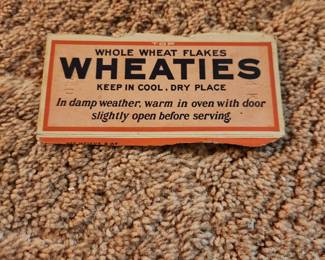 TOP
WHOLE WHEAT FLAKES
WHEATIES
KEEP IN COOL, DRY PLACE
In damp weather, warm in oven with door
slightly open before serving.